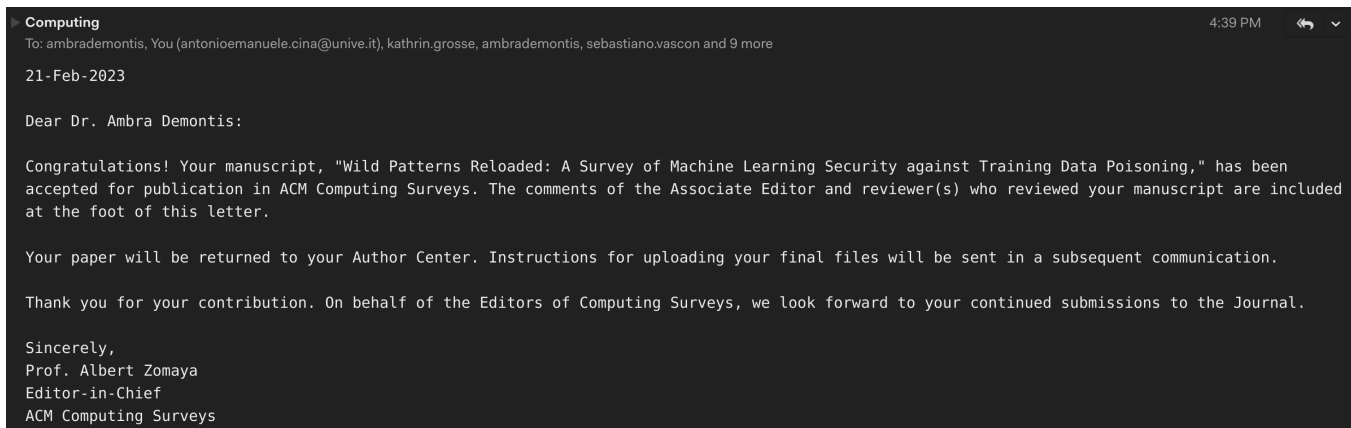 Computing
4:39 PM
To: ambrademontis, You (antonioemanuele.cina@unive.it), kathrin.grosse, ambrademontis, sebastiano.vascon and 9 more
21-Feb-2023
Dear Dr. Ambra Demontis:
Congratulations! Your manuscript, "Wild Patterns Reloaded: A Survey of Machine Learning Security against Training Data Poisoning," has been
accepted for publication in ACM Computing Surveys. The comments of the Associate Editor and reviewer(s) who reviewed your manuscript are included
at the foot of this letter.
Your paper will be returned to your Author Center. Instructions for uploading your final files will be sent in a subsequent communication.
Thank you for your contribution. On behalf of the Editors of Computing Surveys, we look forward to your continued submissions to the Journal.
Sincerely,
Prof. Albert Zomaya
Editor-in-Chief
ACM Computing Surveys